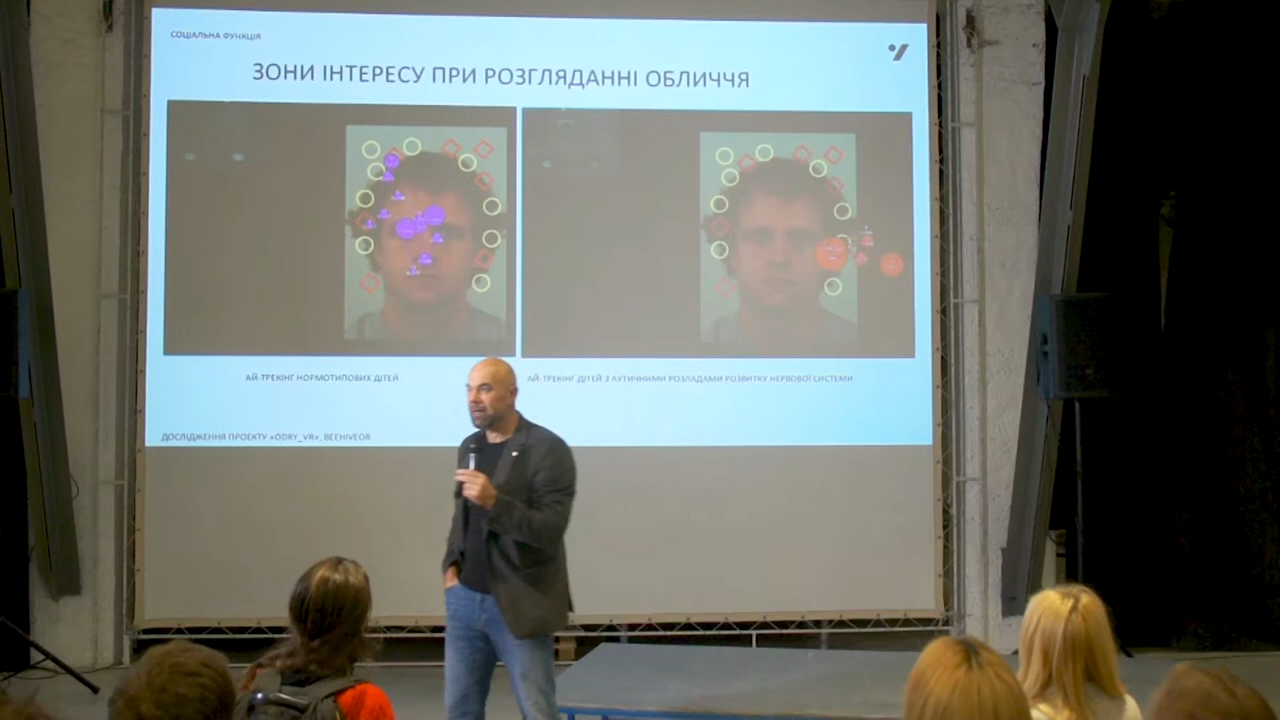 СОЦІАЛЬНА ФУНКЦІЯ
ЗОНИ ІНТЕРЕСУ ПРИ РОЗГЛЯДАННІ ОБЛИЧЧЯ
АЙ-ТРЕКІНГ НОРМОТИПОВИХ ДІТЕЙ
АЙ-ТРЕКІНГ ДІТЕЙ З АУТИЧНИМИ РОЗЛАДАМИ РОЗВИТКУ НЕРВОВОЇ СИСТЕМИ
ДОСЛІДЖЕННЯ ПРОЕКТУ «ODRY_VR», BEEHIVEOR